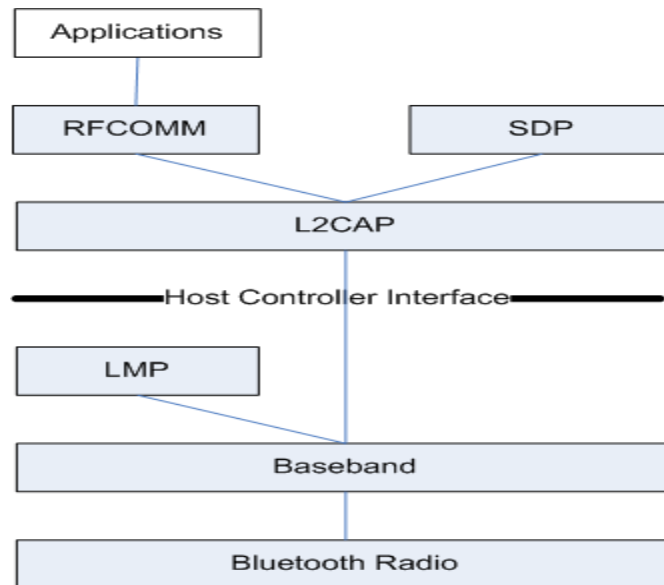 Applications
RFCOMM
SDP
L2CAP
Host Controller Interface
LMP
Baseband
Bluetooth Radio